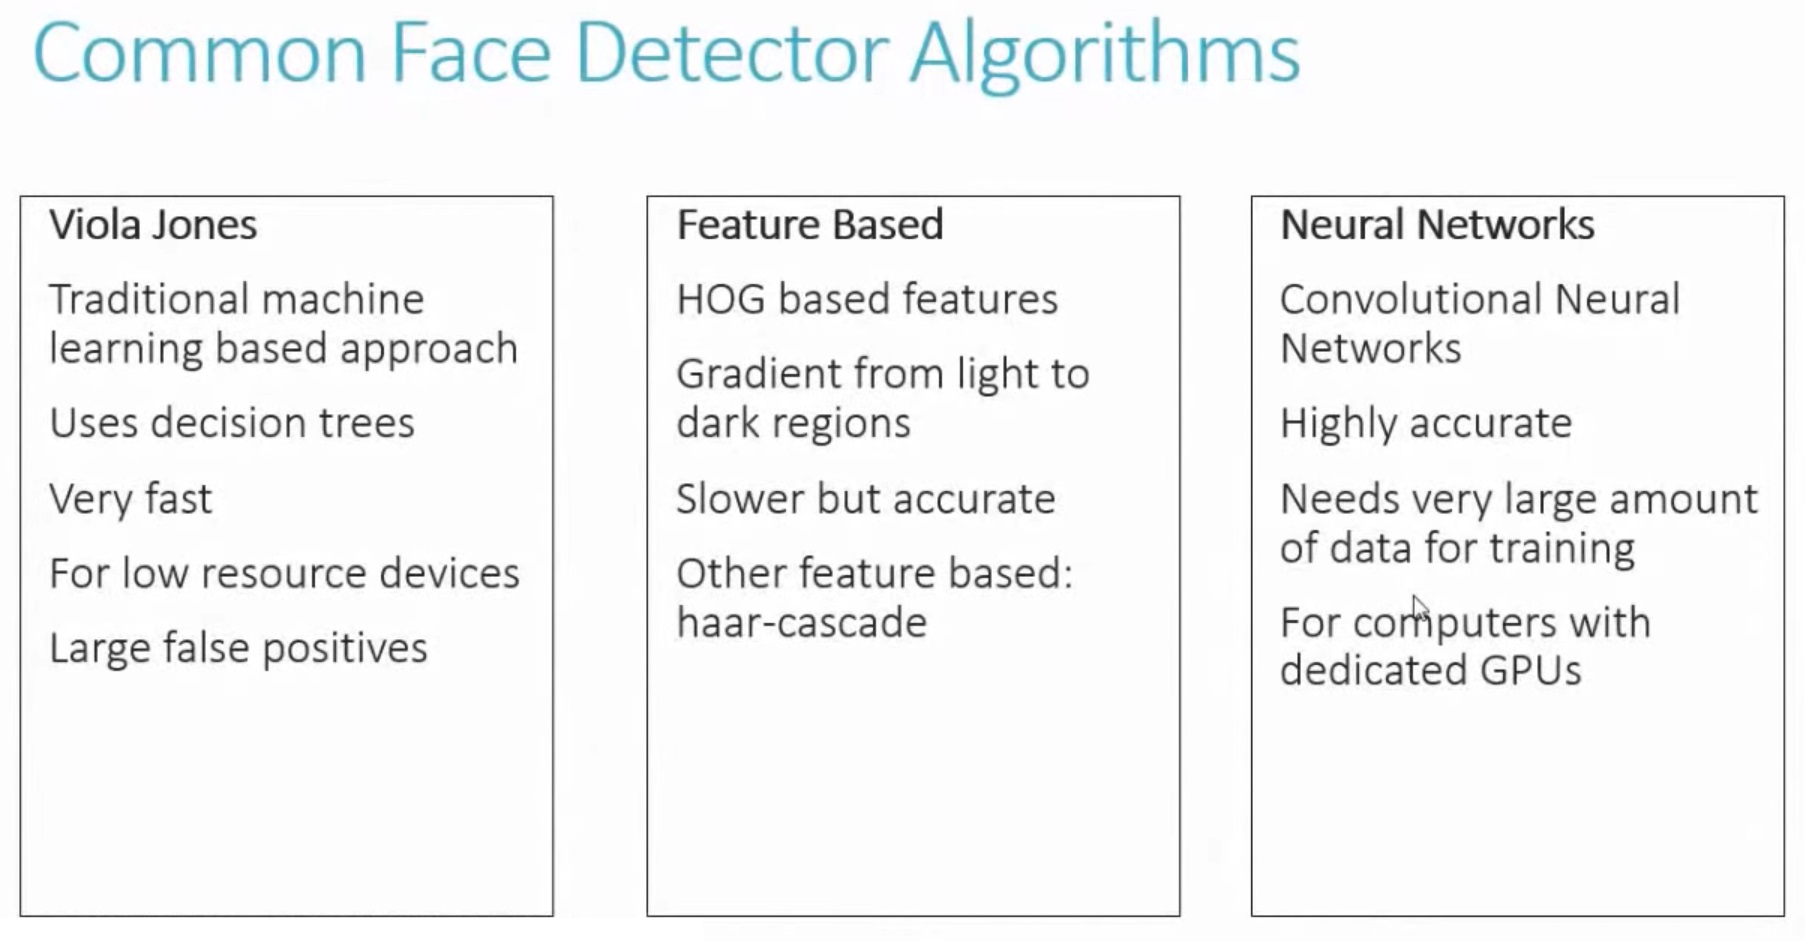 Common Face Detector Algorithms
Viola Jones
Traditional machine
learning based approach
Uses decision trees
Very fast
For low resource devices
Large false positives
Feature Based
HOG based features
Gradient from light to
dark regions
Slower but accurate
Other feature based:
haar-cascade
Neural Networks
Convolutional Neural
Networks
Highly accurate
Needs very large amount
of data for training
For computers with
dedicated GPUs